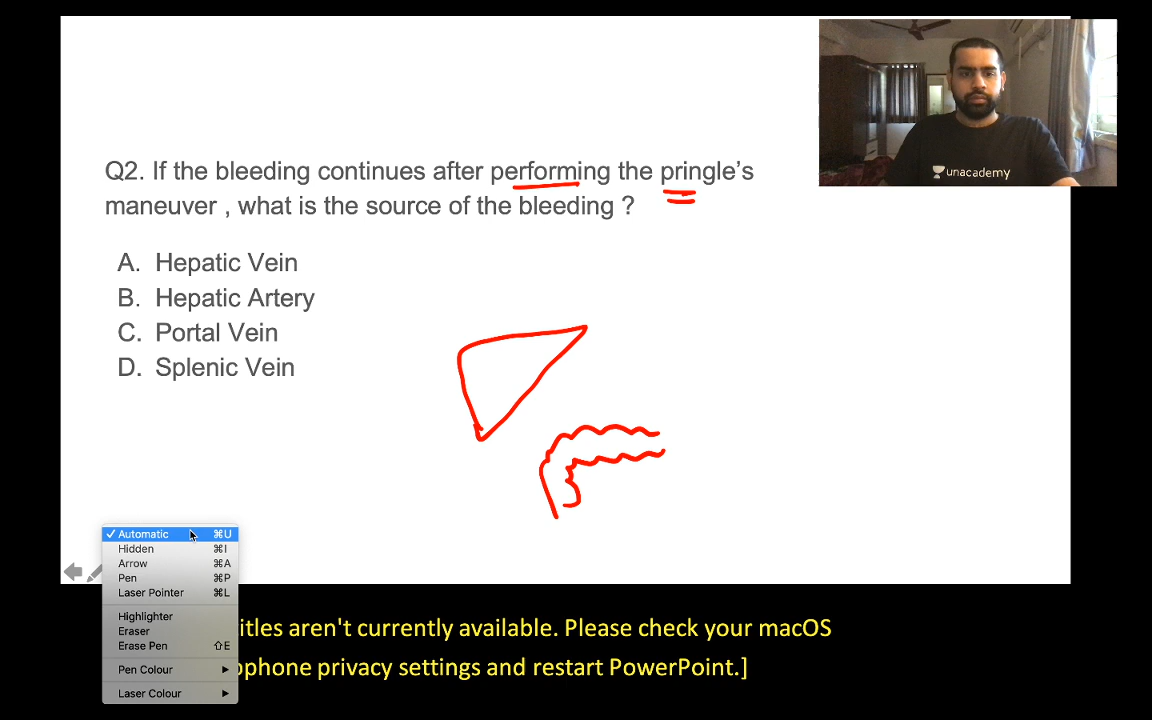 unacademy
Q2. If the bleeding continues after performing the pringle’s
maneuver , what is the source of the bleeding ?
A. Hepatic Vein
B. Hepatic Artery
C. Portal Vein
D. Splenic Vein
✓ Automatic ⌘U
Hidden ⌘I
Arrow ⌘A
Pen ⌘P
Laser Pointer ⌘L
Highlighter
Eraser
Erase Pen ⇧E
Pen Colour
Laser Colour
itles aren't currently available. Please check your macOS
ophone privacy settings and restart PowerPoint.]